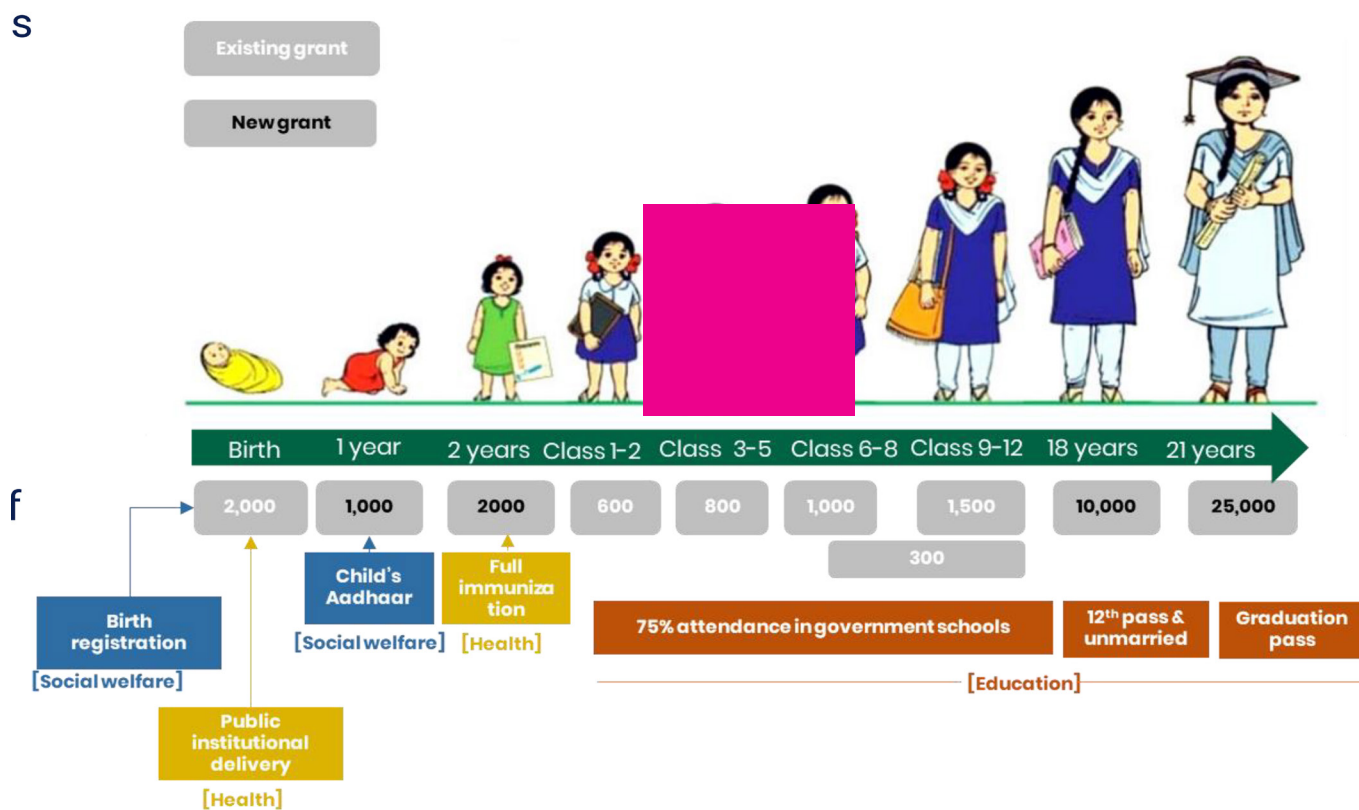 s
Existing grant
New grant
Birth 1 year 2 years Class 1-2 Class 3-5 Class 6-8 Class 9-12 18 years 21 years
f
2,000 1,000 2000 600 800 1,000 1,500 10,000 25,000
300
Birth
registration
[Social welfare]
Public
institutional
delivery
[Health]
Child's
Aadhaar
[Social welfare]
Full
immuniza
tion
[Health]
75% attendance in government schools
12th pass &
unmarried
Graduation
pass
[Education]